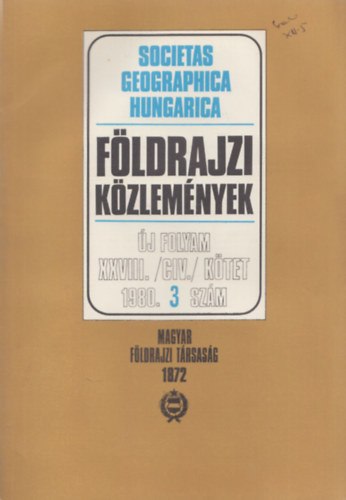 SOCIETAS
GEOGRAPHICA
HUNGARICA
FÖLDRAJZI
KÖZLEMÉNYEK
ÚJ FOLYAM
XXVIII. /CIV./ KÖTET
1980. 3 SZÁM
MAGYAR
FÖLDRAJZI TÁRSASÁG
1872